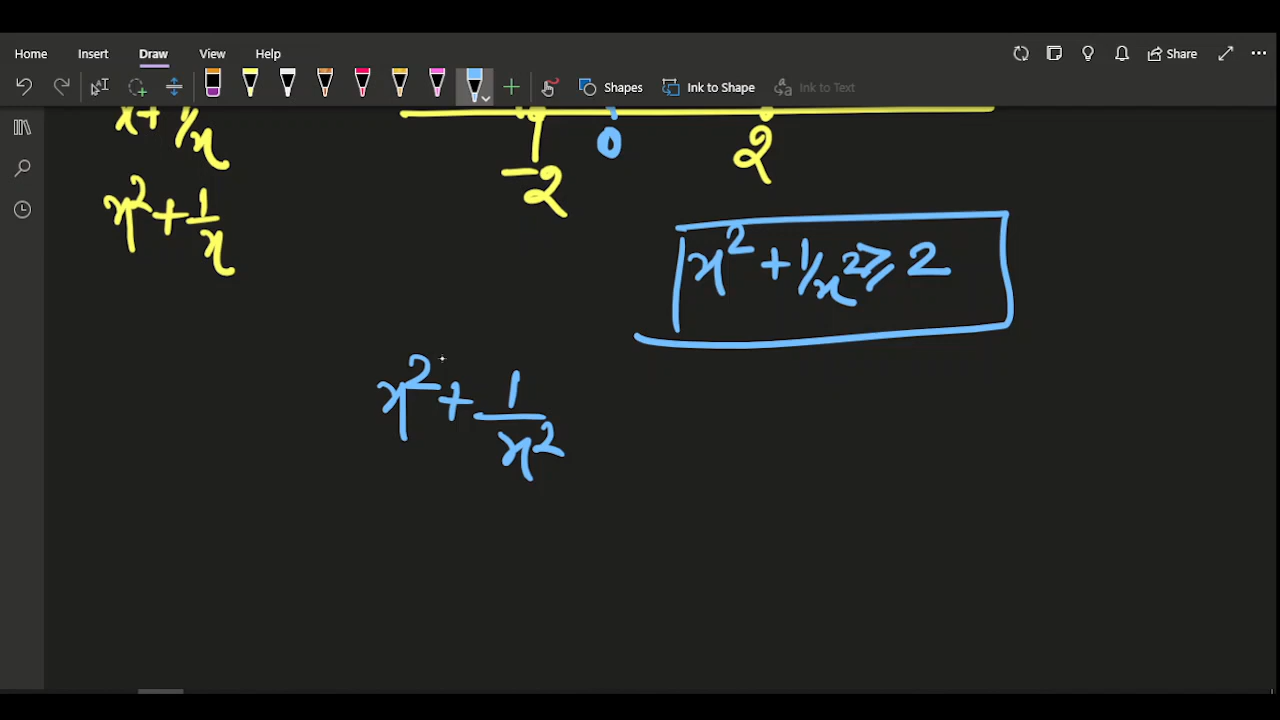 Home Insert Draw View Help
Share
Shapes Ink to Shape Ink to Text
x + 1/x
-2 0 2
x² + 1/x
x² + 1/x² ⩾ 2
x² + 1/x²